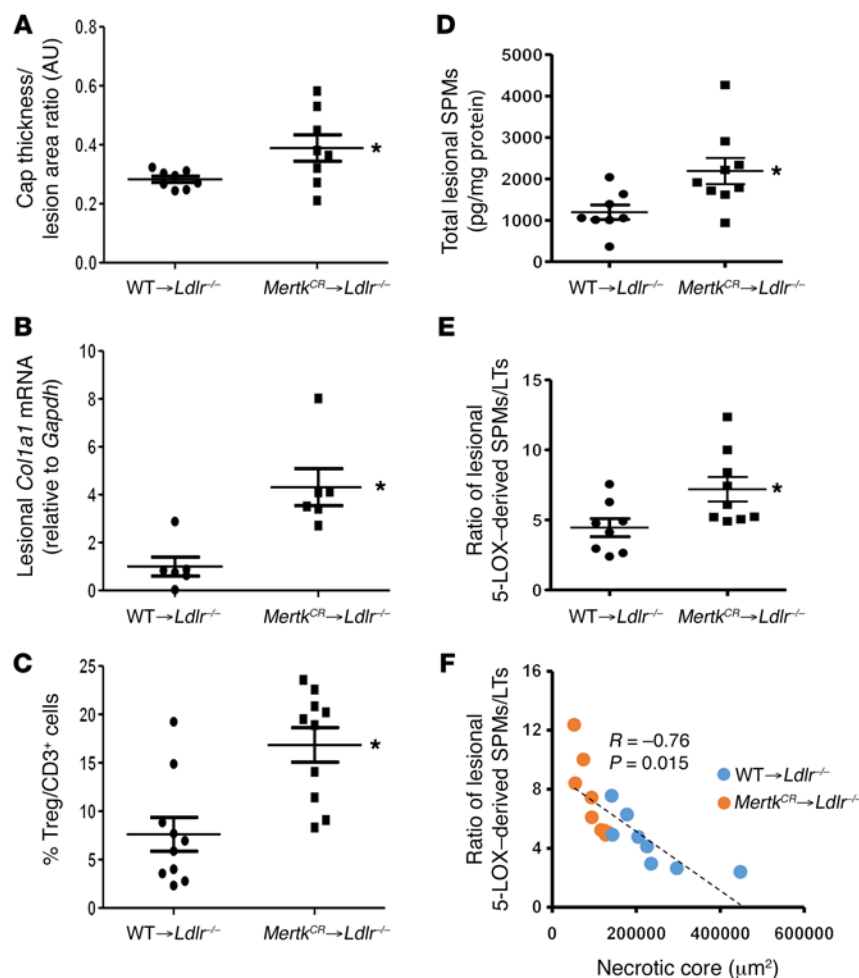 A
Cap thickness/
lesion area ratio (AU)
0.8
0.6
0.4
0.2
0.0
*
WT→Ldlr⁻/⁻
Mertkᶜᴿ→Ldlr⁻/⁻
B
Lesional Col1a1 mRNA
(relative to Gapdh)
10
8
6
4
2
0
*
WT→Ldlr⁻/⁻
Mertkᶜᴿ→Ldlr⁻/⁻
C
% Treg/CD3⁺ cells
25
20
15
10
5
0
*
WT→Ldlr⁻/⁻
Mertkᶜᴿ→Ldlr⁻/⁻
D
Total lesional SPMs
(pg/mg protein)
5000
4000
3000
2000
1000
0
*
WT→Ldlr⁻/⁻
Mertkᶜᴿ→Ldlr⁻/⁻
E
Ratio of lesional
5-LOX–derived SPMs/LTs
15
10
5
0
*
WT→Ldlr⁻/⁻
Mertkᶜᴿ→Ldlr⁻/⁻
F
Ratio of lesional
5-LOX–derived SPMs/LTs
16
12
8
4
0
R = −0.76
P = 0.015
WT→Ldlr⁻/⁻
Mertkᶜᴿ→Ldlr⁻/⁻
0 200000 400000 600000
Necrotic core (μm²)